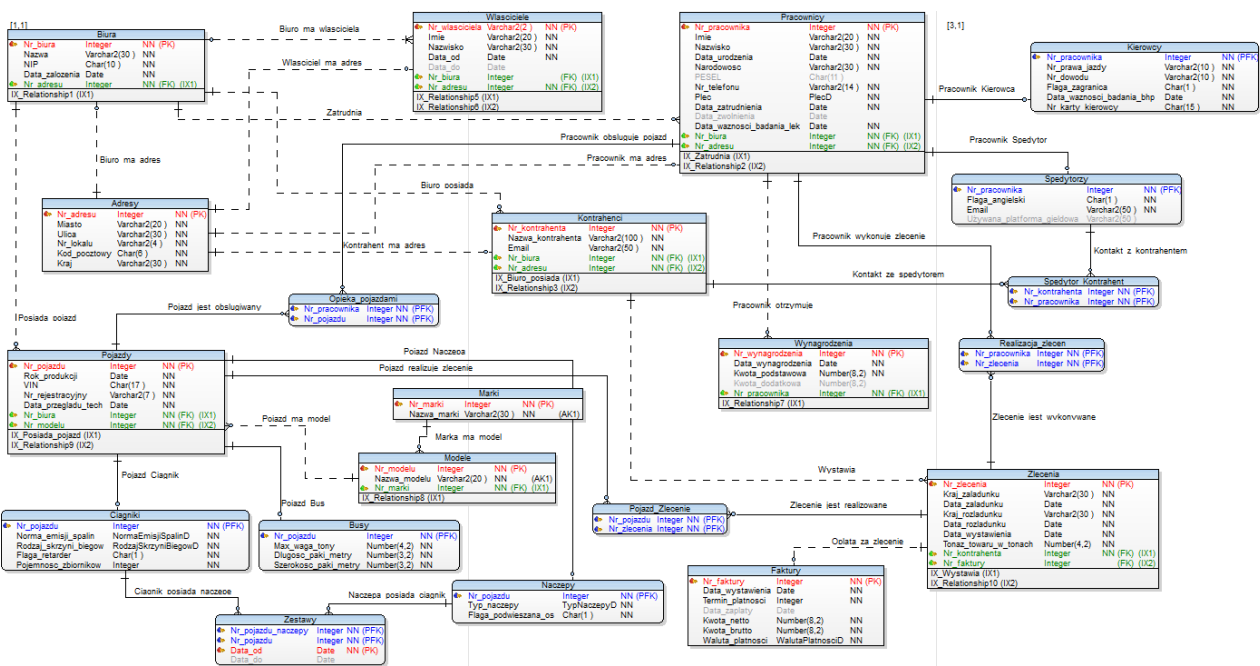 [1,1]
Biura
Nr_biura Integer NN (PK)
Nazwa Varchar2(30 ) NN
NIP Char(10 ) NN
Data_zalozenia Date NN
Nr_adresu Integer NN (FK) (IX1)
IX_Relationship1 (IX1)
Biuro ma wlasciciela
Wlasciciel ma adres
Zatrudnia
Wlasciciele
Nr_wlasciciela Varchar2(2 ) NN (PK)
Imie Varchar2(20 ) NN
Nazwisko Varchar2(30 ) NN
Data_od Date NN
Data_do Date
Nr_biura Integer (FK) (IX1)
Nr_adresu Integer NN (FK) (IX2)
IX_Relationship5 (IX1)
IX_Relationship6 (IX2)
Pracownicy
Nr_pracownika Integer NN (PK)
Imie Varchar2(20 ) NN
Nazwisko Varchar2(30 ) NN
Data_urodzenia Date NN
Narodowosc Varchar2(30 ) NN
PESEL Char(11 )
Nr_telefonu Varchar2(14 ) NN
Plec PlecD NN
Data_zatrudnienia Date NN
Data_zwolnienia Date
Data_waznosci_badania_lek Date NN
Nr_biura Integer NN (FK) (IX1)
Nr_adresu Integer NN (FK) (IX2)
IX_Zatrudnia (IX1)
IX_Relationship2 (IX2)
[3,1]
Kierowcy
Nr_pracownika Integer NN (PFK)
Nr_prawa_jazdy Varchar2(10 ) NN
Nr_dowodu Varchar2(10 ) NN
Flaga_zagranica Char(1 ) NN
Data_waznosci_badania_bhp Date NN
Nr_karty_kierowcy Char(15 ) NN
Pracownik Kierowca
Pracownik Spedytor
Pracownik obsluguje pojazd
Pracownik ma adres
Biuro ma adres
Biuro posiada
Spedytorzy
Nr_pracownika Integer NN (PFK)
Flaga_angielski Char(1 ) NN
Email Varchar2(50 ) NN
Uzywana_platforma_gieldowa Varchar2(50 )
Adresy
Nr_adresu Integer NN (PK)
Miasto Varchar2(20 ) NN
Ulica Varchar2(30 ) NN
Nr_lokalu Varchar2(4 ) NN
Kod_pocztowy Char(6 ) NN
Kraj Varchar2(30 ) NN
Kontrahent ma adres
Kontrahenci
Nr_kontrahenta Integer NN (PK)
Nazwa_kontrahenta Varchar2(100 ) NN
Email Varchar2(50 ) NN
Nr_biura Integer NN (FK) (IX1)
Nr_adresu Integer NN (FK) (IX2)
IX_Biuro_posiada (IX1)
IX_Relationship3 (IX2)
Pracownik wykonuje zlecenie
Kontakt z kontrahentem
Kontakt ze spedytorem
Spedytor_Kontrahent
Nr_kontrahenta Integer NN (PFK)
Nr_pracownika Integer NN (PFK)
Opieka_pojazdami
Nr_pracownika Integer NN (PFK)
Nr_pojazdu Integer NN (PFK)
Pojazd jest obslugiwany
Posiada pojazd
Pracownik otrzymuje
Pojazdy
Nr_pojazdu Integer NN (PK)
Rok_produkcji Date NN
VIN Char(17 ) NN
Nr_rejestracyjny Varchar2(7 ) NN
Data_przegladu_tech Date NN
Nr_biura Integer NN (FK) (IX1)
Nr_modelu Integer NN (FK) (IX2)
IX_Posiada_pojazd (IX1)
IX_Relationship9 (IX2)
Pojazd Naczepa
Pojazd realizuje zlecenie
Wynagrodzenia
Nr_wynagrodzenia Integer NN (PK)
Data_wynagrodzenia Date NN
Kwota_podstawowa Number(8,2) NN
Kwota_dodatkowa Number(8,2)
Nr_pracownika Integer NN (FK) (IX1)
IX_Relationship7 (IX1)
Realizacja_zlecen
Nr_pracownika Integer NN (PFK)
Nr_zlecenia Integer NN (PFK)
Marki
Nr_marki Integer NN (PK)
Nazwa_marki Varchar2(30 ) NN (AK1)
Pojazd ma model
Marka ma model
Zlecenie jest wykonywane
Modele
Nr_modelu Integer NN (PK)
Nazwa_modelu Varchar2(20 ) NN (AK1)
Nr_marki Integer NN (FK) (IX1)
IX_Relationship8 (IX1)
Pojazd Ciagnik
Pojazd Bus
Wystawia
Zlecenia
Nr_zlecenia Integer NN (PK)
Kraj_zaladunku Varchar2(30 ) NN
Data_zaladunku Date NN
Kraj_rozladunku Varchar2(30 ) NN
Data_rozladunku Date NN
Data_wystawienia Date NN
Tonaz_towaru_w_tonach Number(4,2) NN
Nr_kontrahenta Integer NN (FK) (IX1)
Nr_faktury Integer (FK) (IX2)
IX_Wystawia (IX1)
IX_Relationship10 (IX2)
Ciagniki
Nr_pojazdu Integer NN (PFK)
Norma_emisji_spalin NormaEmisjiSpalinD NN
Rodzaj_skrzyni_biegow RodzajSkrzyniBiegowD NN
Flaga_retarder Char(1 ) NN
Pojemnosc_zbiornikow Integer NN
Busy
Nr_pojazdu Integer NN (PFK)
Max_waga_tony Number(4,2) NN
Dlugosc_paki_metry Number(3,2) NN
Szerokosc_paki_metry Number(3,2) NN
Pojazd_Zlecenie
Nr_pojazdu Integer NN (PFK)
Nr_zlecenia Integer NN (PFK)
Zlecenie jest realizowane
Oplata za zlecenie
Faktury
Nr_faktury Integer NN (PK)
Data_wystawienia Date NN
Termin_platnosci Integer NN
Data_zaplaty Date
Kwota_netto Number(8,2) NN
Kwota_brutto Number(8,2) NN
Waluta_platnosci WalutaPlatnosciD NN
Ciagnik posiada naczepe
Naczepa posiada ciagnik
Naczepy
Nr_pojazdu Integer NN (PFK)
Typ_naczepy TypNaczepyD NN
Flaga_podwieszana_os Char(1 ) NN
Zestawy
Nr_pojazdu_naczepy Integer NN (PFK)
Nr_pojazdu Integer NN (PFK)
Data_od Date NN (PK)
Data_do Date